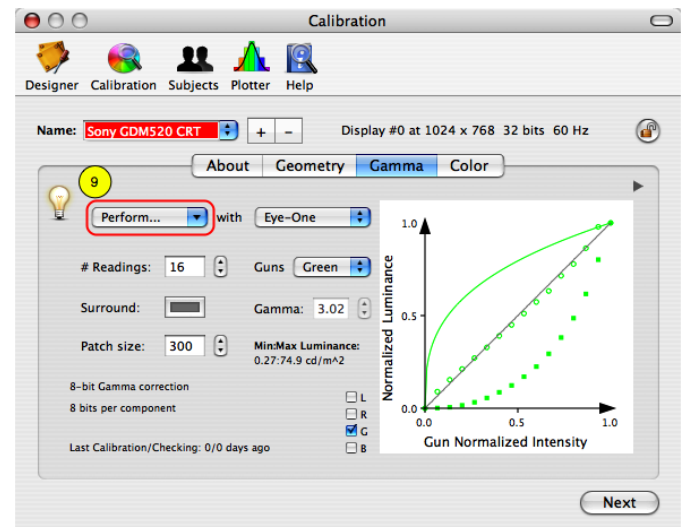 Calibration
Designer Calibration Subjects Plotter Help
Name: Sony GDM520 CRT + - Display #0 at 1024 x 768 32 bits 60 Hz
About Geometry Gamma Color
9
Perform... with Eye-One
# Readings: 16 Guns Green
Surround: Gamma: 3.02
Patch size: 300 Min:Max Luminance:
0.27:74.9 cd/m^2
8-bit Gamma correction
8 bits per component
Last Calibration/Checking: 0/0 days ago
L
R
G
B
Normalized Luminance
1.0
0.5
0.0
0.0 0.5 1.0
Gun Normalized Intensity
Next